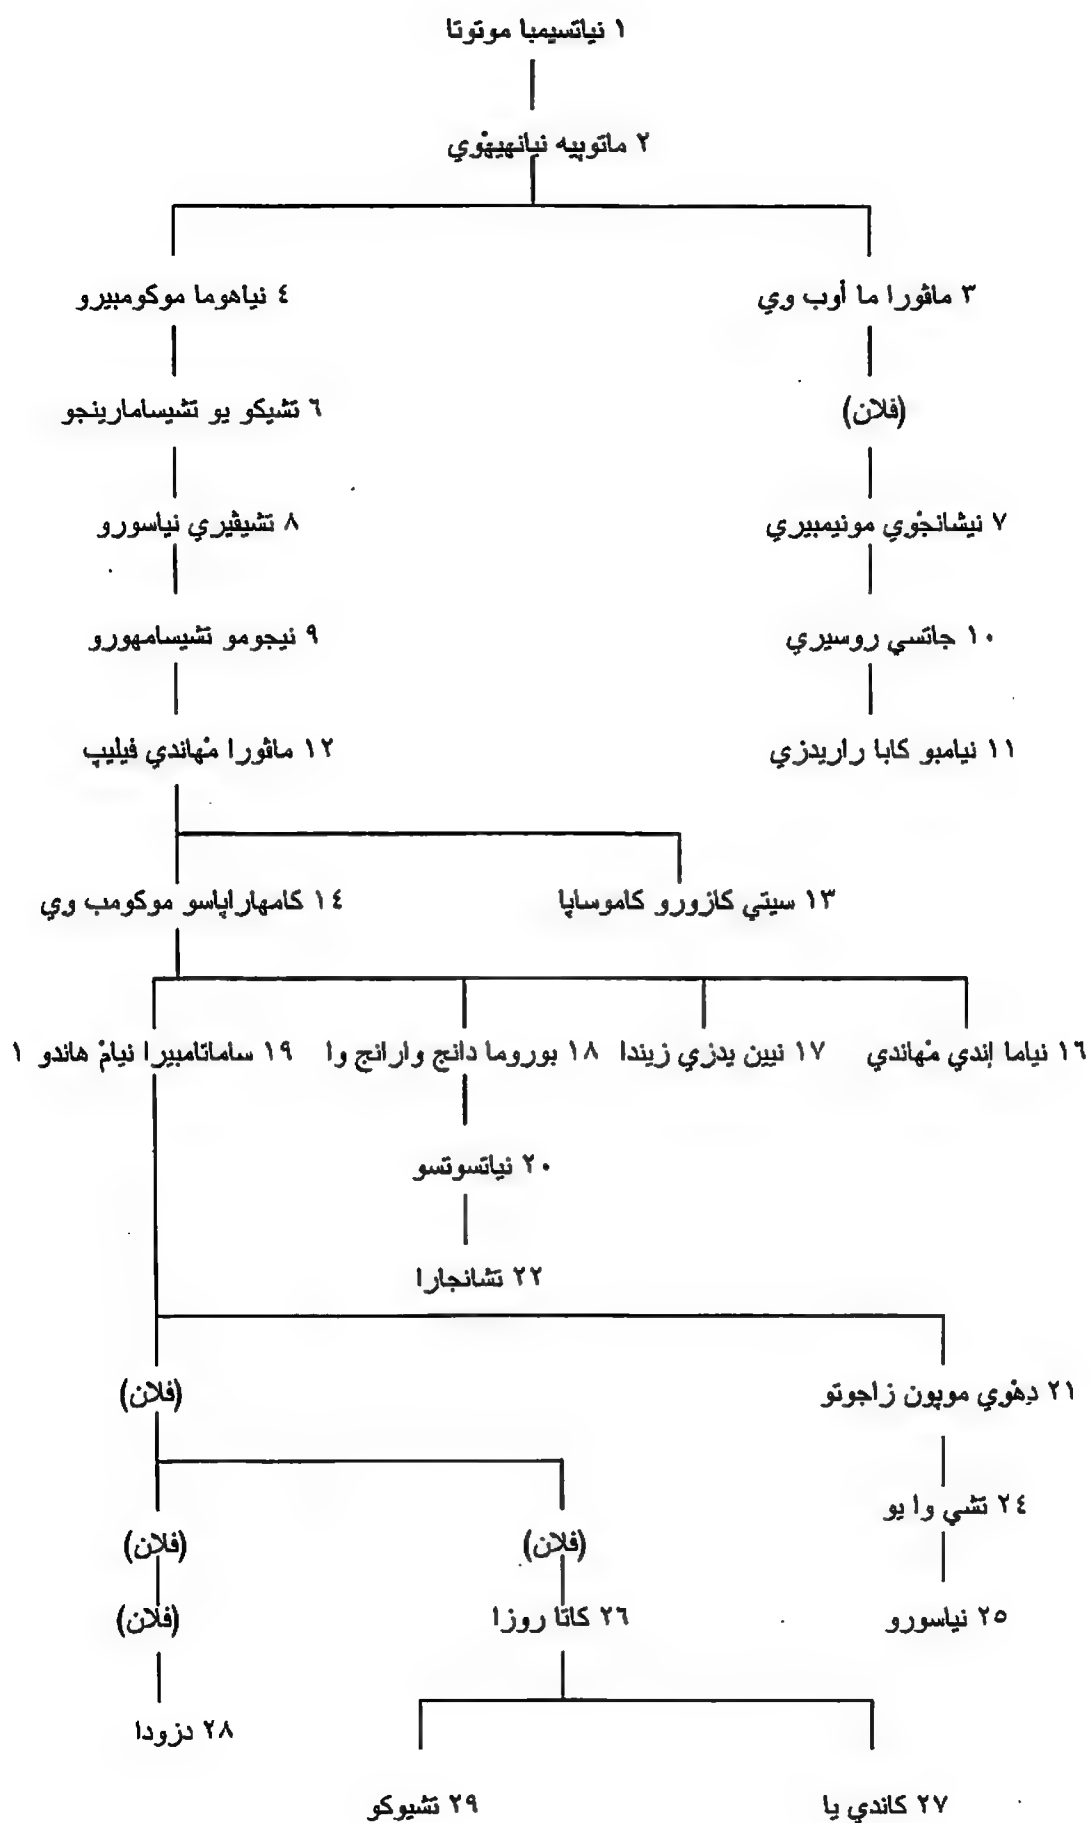 ١ نياتسيمبا موتوتا
٢ ماتوپيه نيانهيهْوي
٣ ماڤورا ما أوب وي
٤ نياهوما موكومبيرو
(فلان)
٦ تشيكو يو تشيسامارينجو
٧ نيشانجْوي مونيمبيري
٨ تشيڤيري نياسورو
١٠ جاتسي روسيري
٩ نيجومو تشيسامهورو
١١ نيامبو كابا راريدزي
١٢ ماڤورا مْهاندي فيليپ
١٣ سيتي كازورو كاموساپا
١٤ كامهاراپاسو موكومب وي
١٦ نياما إندي مْهاندي
١٧ نيين يدزي زيندا
١٨ بوروما دانج وارانج وا
١٩ ساماتامبيرا نيامْ هاندو ١
٢٠ نياتسوتسو
٢٢ تشانجارا
٢١ دِهْوي موپون زاجوتو
(فلان)
٢٤ تشي وا يو
(فلان)
(فلان)
٢٥ نياسورو
٢٦ كاتا روزا
(فلان)
٢٨ دزودا
٢٧ كاندي يا
٢٩ تشيوكو